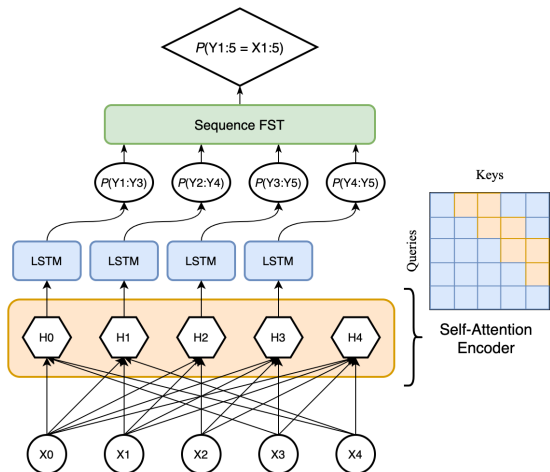 P(Y1:5 = X1:5)
Sequence FST
P(Y1:Y3) P(Y2:Y4) P(Y3:Y5) P(Y4:Y5)
Keys
Queries
LSTM LSTM LSTM LSTM
H0 H1 H2 H3 H4
Self-Attention
Encoder
X0 X1 X2 X3 X4